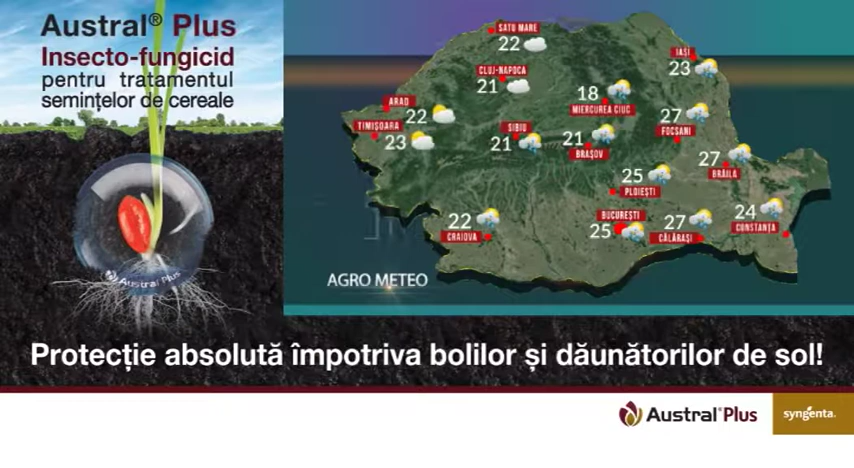 Austral® Plus
Insecto-fungicid
pentru tratamentul
semințelor de cereale
Austral Plus
SATU MARE
22
IAȘI
23
CLUJ-NAPOCA
21
18
MIERCUREA CIUC
ARAD
22
TIMIȘOARA
23
SIBIU
21
21
BRAȘOV
27
FOCSANI
27
BRĂILA
25
PLOIEȘTI
22
CRAIOVA
BUCUREȘTI
25
27
CĂLĂRAȘI
24
CONSTANȚA
AGRO METEO
Protecție absolută împotriva bolilor și dăunătorilor de sol!
Austral® Plus
syngenta.